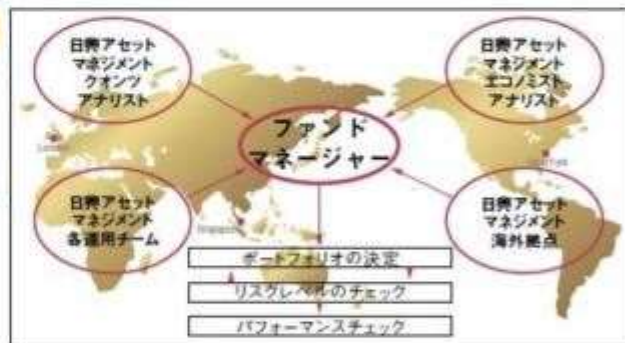 日興アセット
マネジメント
クオンツ
アナリスト
日興アセット
マネジメント
エコノミスト
アナリスト
ファンド
マネージャー
London
日興アセット
マネジメント
各運用チーム
Singapore
日興アセット
マネジメント
海外拠点
ポートフォリオの決定
リスクレベルのチェック
パフォーマンスチェック